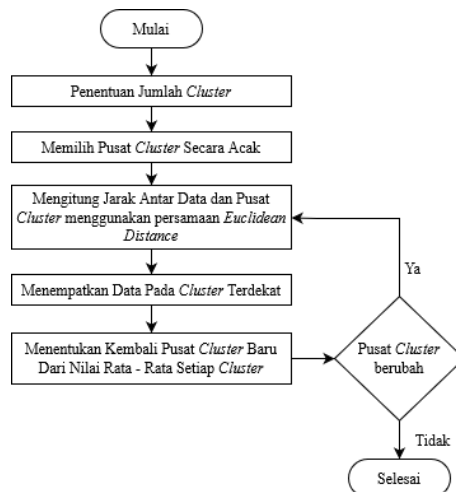 Mulai
Penentuan Jumlah Cluster
Memilih Pusat Cluster Secara Acak
Mengitung Jarak Antar Data dan Pusat
Cluster menggunakan persamaan Euclidean
Distance
Menempatkan Data Pada Cluster Terdekat
Menentukan Kembali Pusat Cluster Baru
Dari Nilai Rata - Rata Setiap Cluster
Pusat Cluster
berubah
Ya
Tidak
Selesai